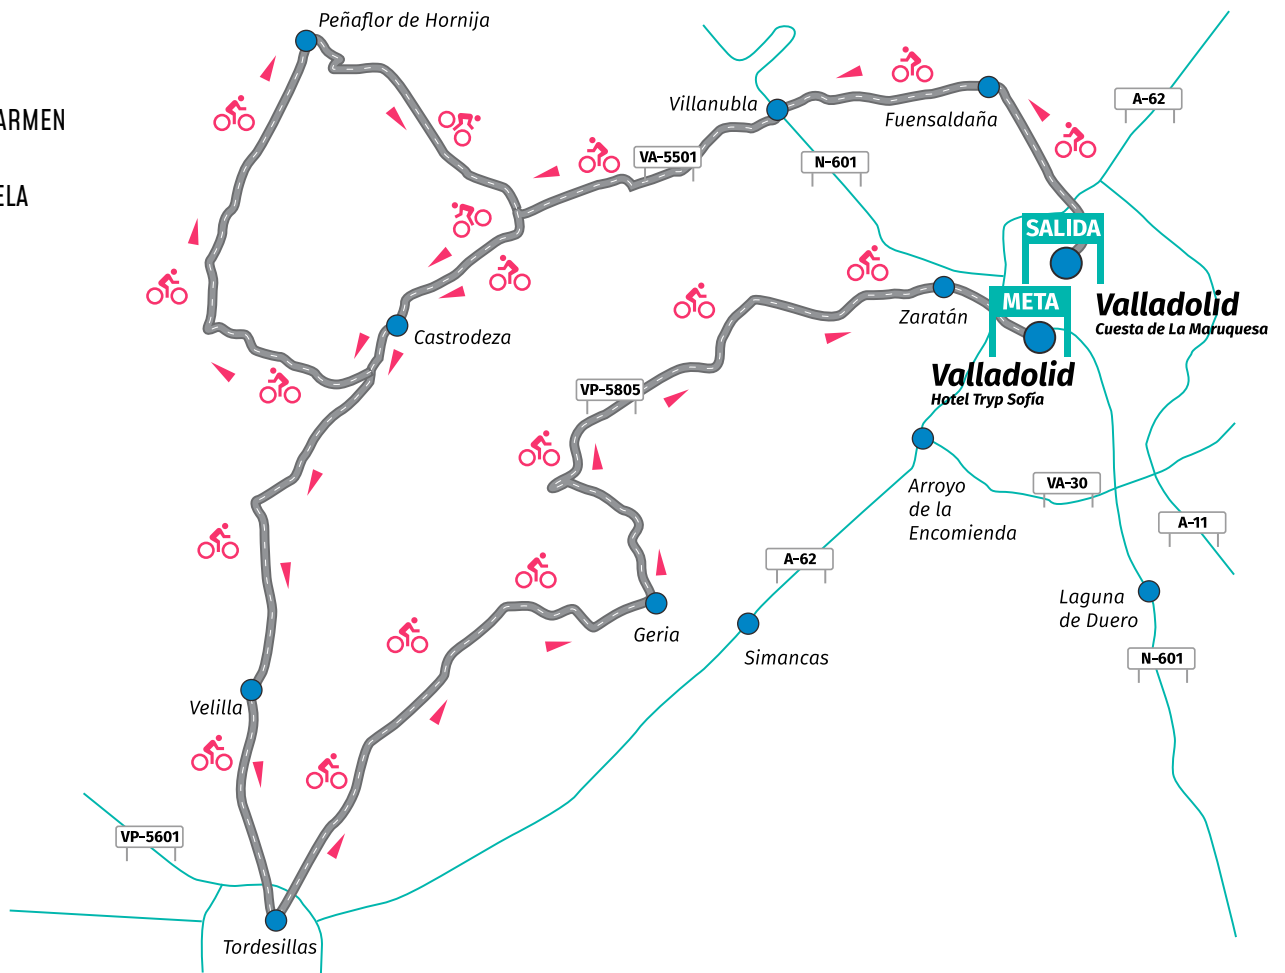 Peñaflor de Hornija
ARMEN
ELA
Villanubla
Fuensaldaña
A-62
VA-5501
N-601
SALIDA
META
Valladolid
Cuesta de La Maruquesa
Zaratán
Castrodeza
Valladolid
Hotel Tryp Sofía
VP-5805
Arroyo
de la
Encomienda
VA-30
A-11
A-62
Laguna
de Duero
Geria
Simancas
N-601
Velilla
VP-5601
Tordesillas